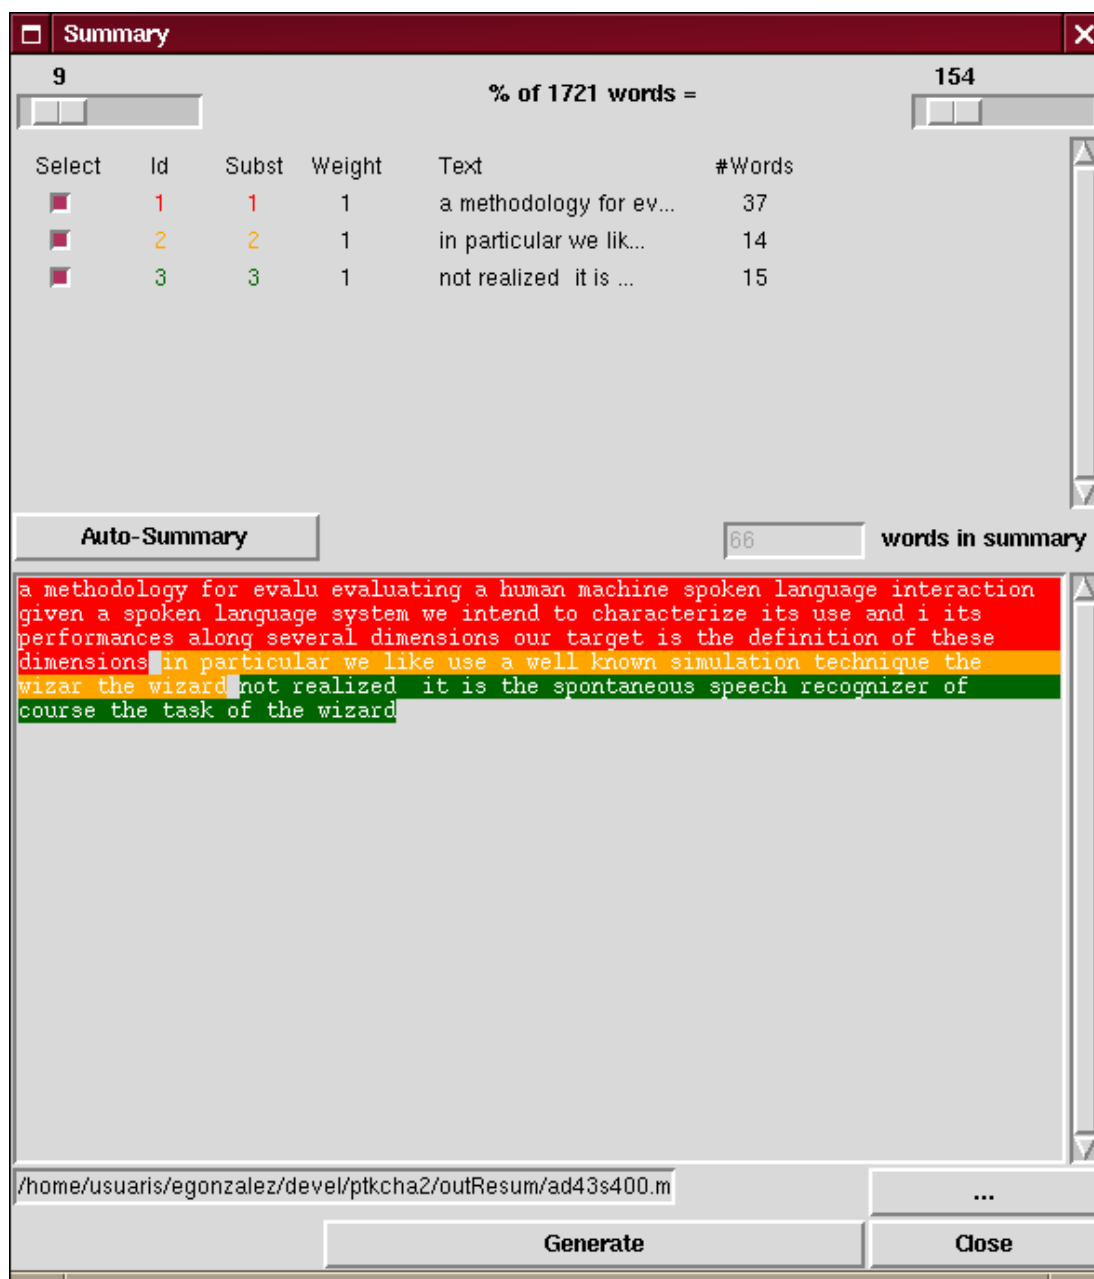 Summary
9 % of 1721 words = 154
Select Id Subst Weight Text #Words
1 1 1 a methodology for ev... 37
2 2 1 in particular we lik... 14
3 3 1 not realized  it is ... 15
Auto-Summary 66 words in summary
a methodology for evalu evaluating a human machine spoken language interaction
given a spoken language system we intend to characterize its use and i its
performances along several dimensions our target is the definition of these
dimensions in particular we like use a well known simulation technique the
wizar the wizard not realized  it is the spontaneous speech recognizer of
course the task of the wizard
/home/usuaris/egonzalez/devel/ptkcha2/outResum/ad43s400.m ...
Generate Close